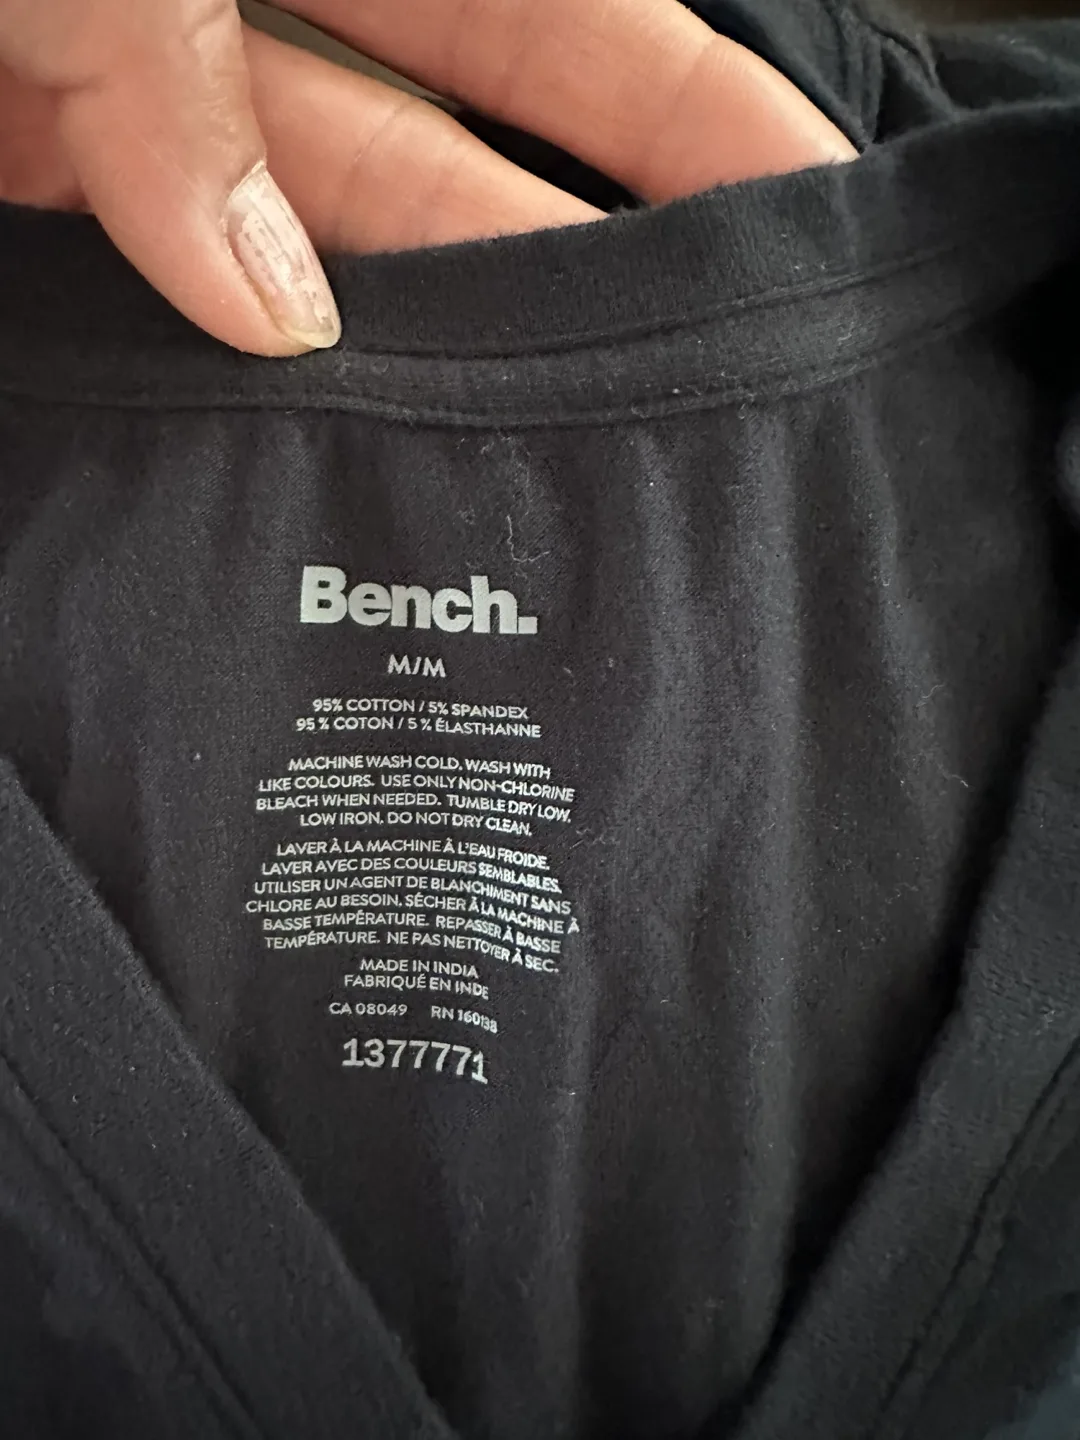 Bench.
M/M
95% COTTON / 5% SPANDEX
95 % COTON / 5 % ÉLASTHANNE
MACHINE WASH COLD. WASH WITH
LIKE COLOURS. USE ONLY NON-CHLORINE
BLEACH WHEN NEEDED. TUMBLE DRY LOW.
LOW IRON. DO NOT DRY CLEAN.
LAVER À LA MACHINE À L'EAU FROIDE.
LAVER AVEC DES COULEURS SEMBLABLES.
UTILISER UN AGENT DE BLANCHIMENT SANS
CHLORE AU BESOIN. SÉCHER À LA MACHINE À
BASSE TEMPÉRATURE. REPASSER À BASSE
TEMPÉRATURE. NE PAS NETTOYER À SEC.
MADE IN INDIA
FABRIQUÉ EN INDE
CA 08049 RN 160138
1377771